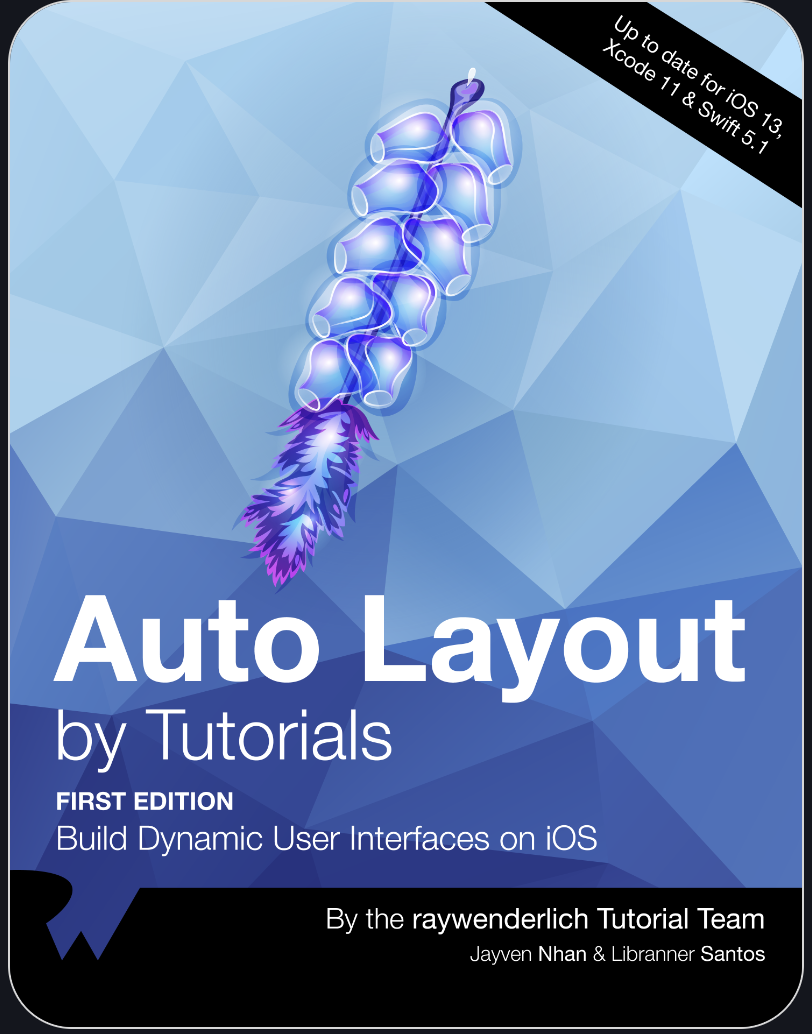 Up to date for iOS 13,
Xcode 11 & Swift 5.1
Auto Layout
by Tutorials
FIRST EDITION
Build Dynamic User Interfaces on iOS
By the raywenderlich Tutorial Team
Jayven Nhan & Libranner Santos